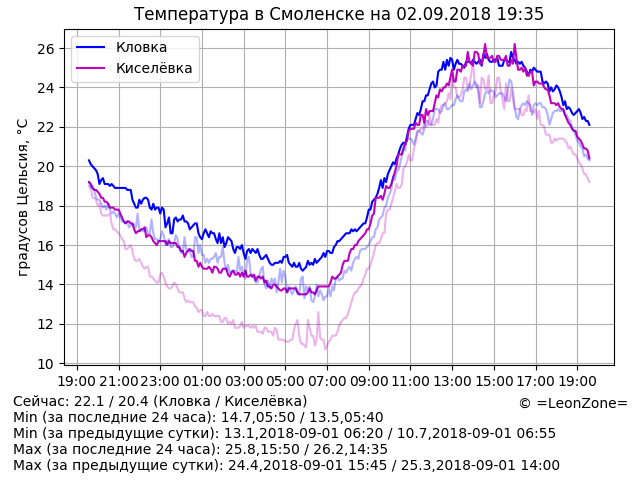 Температура в Смоленске на 02.09.2018 19:35
Кловка
Киселёвка
градусов Цельсия, °C
26
24
22
20
18
16
14
12
10
19:00 21:00 23:00 01:00 03:00 05:00 07:00 09:00 11:00 13:00 15:00 17:00 19:00
Сейчас: 22.1 / 20.4 (Кловка / Киселёвка)
© =LeonZone=
Min (за последние 24 часа): 14.7,05:50 / 13.5,05:40
Min (за предыдущие сутки): 13.1,2018-09-01 06:20 / 10.7,2018-09-01 06:55
Max (за последние 24 часа): 25.8,15:50 / 26.2,14:35
Max (за предыдущие сутки): 24.4,2018-09-01 15:45 / 25.3,2018-09-01 14:00